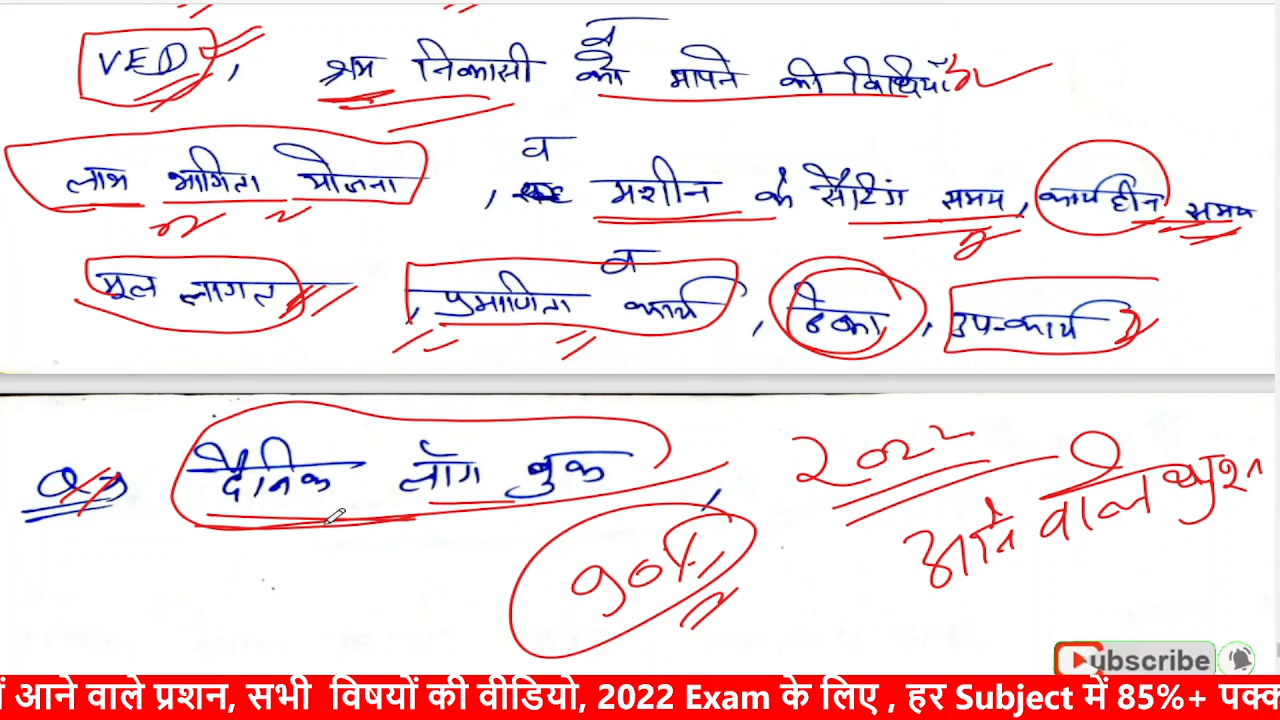 व
VED, श्रम निकासी को मापने की विधियाँ
व
लाभ भागिता योजना, मशीन के सैटिंग समय, कार्यहीन समय
व
मूल लागत, प्रमाणिता कार्य, ठेका, उप-कार्य
दैनिक लॉग बुक, 2022
आने वाले प्रश्न
90%
ubscribe
में आने वाले प्रशन, सभी विषयों की वीडियो, 2022 Exam के लिए , हर Subject में 85%+ पक्क